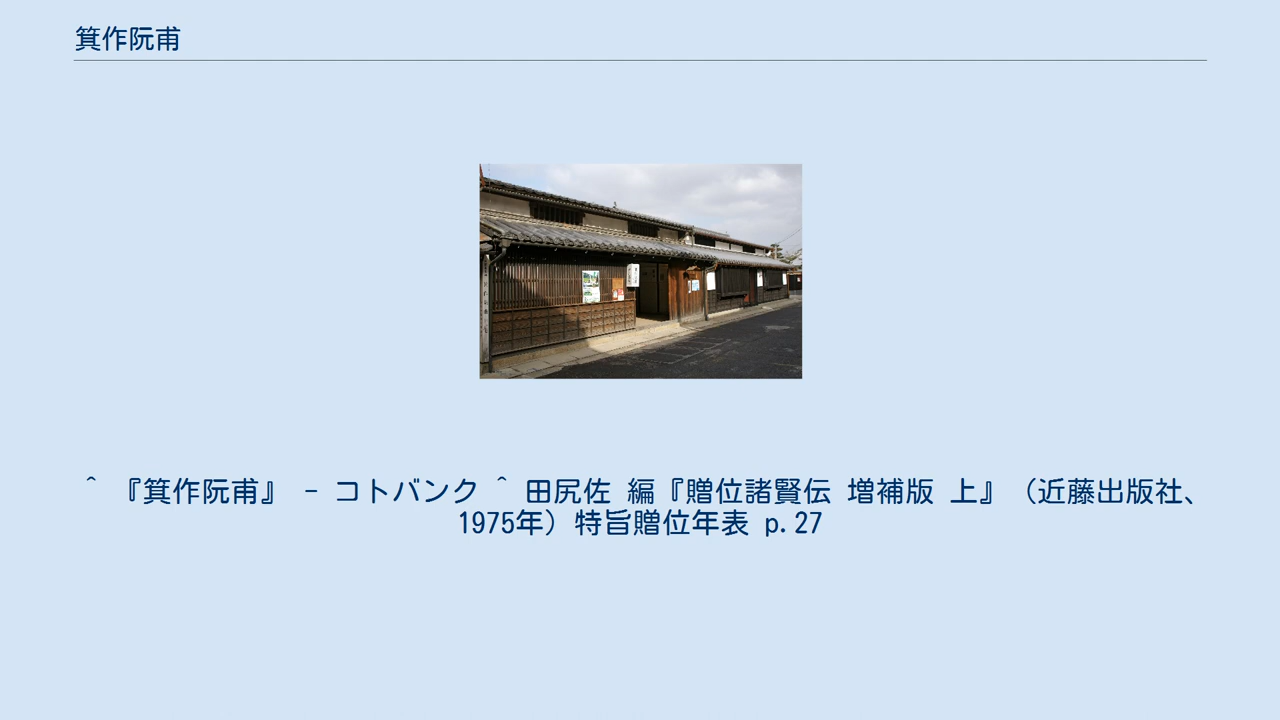 箕作阮甫
^ 『箕作阮甫』 - コトバンク ^ 田尻佐 編『贈位諸賢伝 増補版 上』（近藤出版社、
1975年）特旨贈位年表 p.27